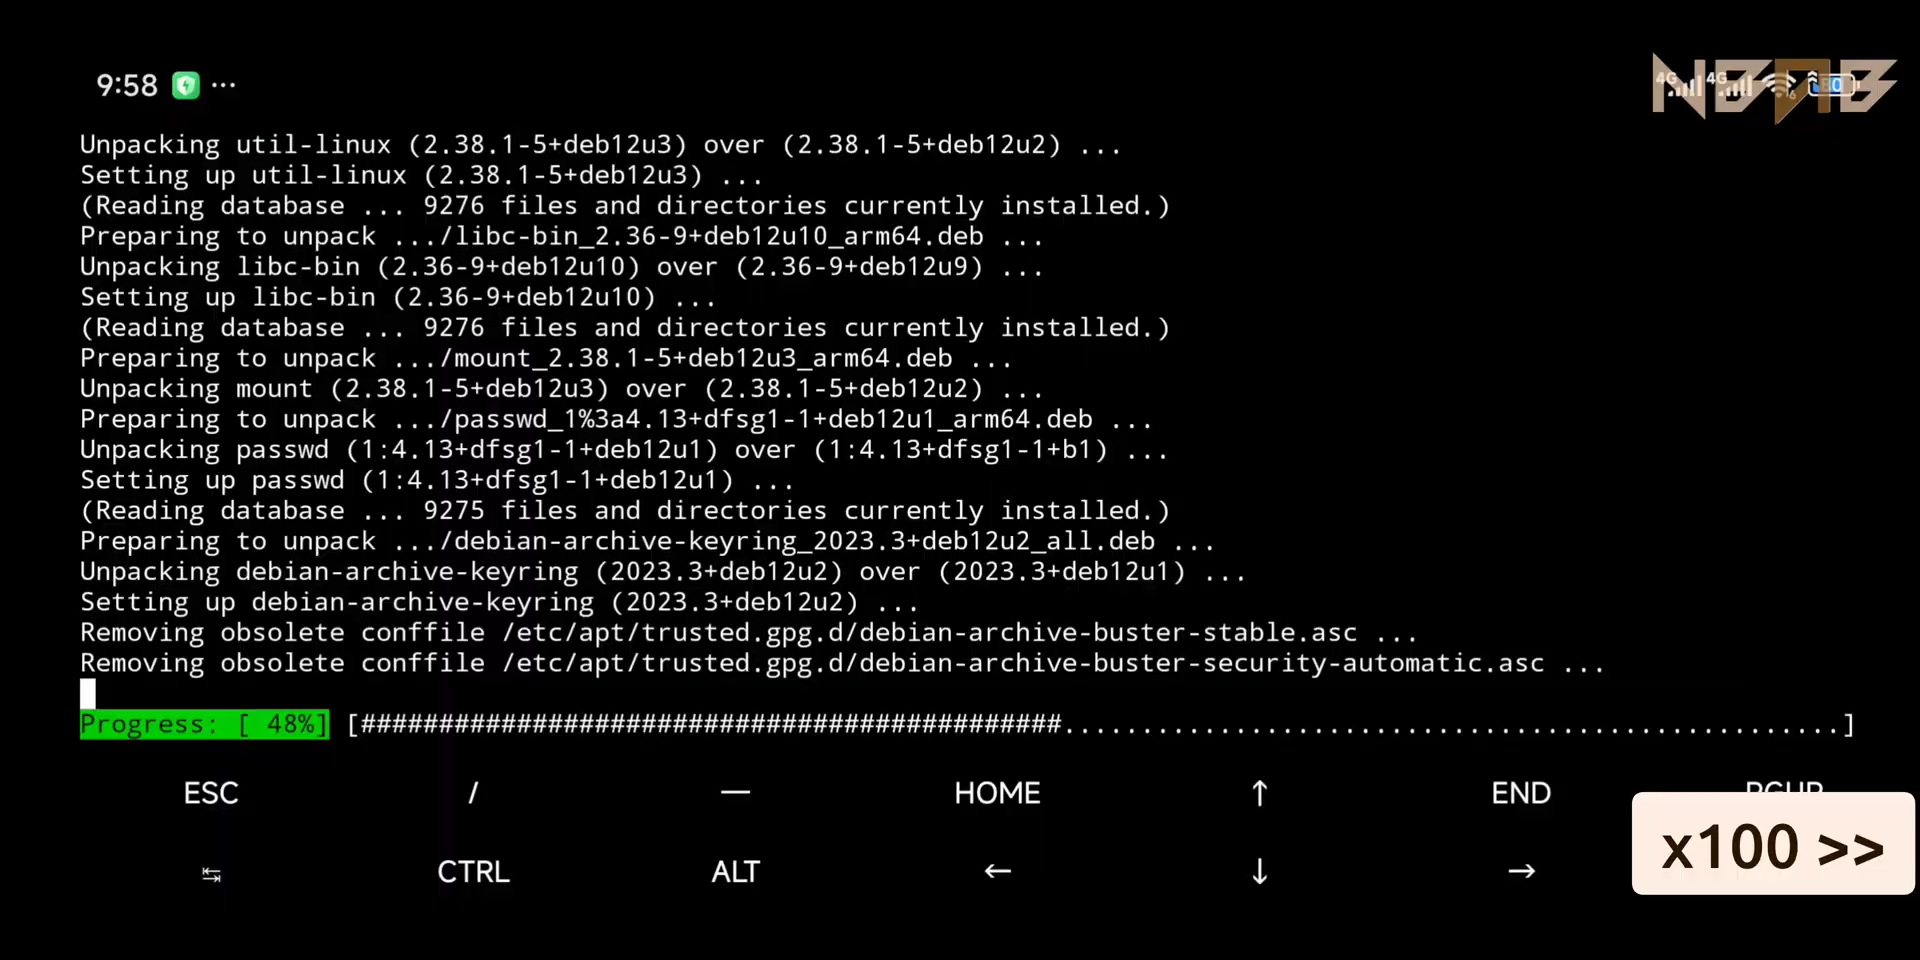 9:58 ...
NBAB
4G 4G 6 80
Unpacking util-linux (2.38.1-5+deb12u3) over (2.38.1-5+deb12u2) ...
Setting up util-linux (2.38.1-5+deb12u3) ...
(Reading database ... 9276 files and directories currently installed.)
Preparing to unpack .../libc-bin_2.36-9+deb12u10_arm64.deb ...
Unpacking libc-bin (2.36-9+deb12u10) over (2.36-9+deb12u9) ...
Setting up libc-bin (2.36-9+deb12u10) ...
(Reading database ... 9276 files and directories currently installed.)
Preparing to unpack .../mount_2.38.1-5+deb12u3_arm64.deb ...
Unpacking mount (2.38.1-5+deb12u3) over (2.38.1-5+deb12u2) ...
Preparing to unpack .../passwd_1%3a4.13+dfsg1-1+deb12u1_arm64.deb ...
Unpacking passwd (1:4.13+dfsg1-1+deb12u1) over (1:4.13+dfsg1-1+b1) ...
Setting up passwd (1:4.13+dfsg1-1+deb12u1) ...
(Reading database ... 9275 files and directories currently installed.)
Preparing to unpack .../debian-archive-keyring_2023.3+deb12u2_all.deb ...
Unpacking debian-archive-keyring (2023.3+deb12u2) over (2023.3+deb12u1) ...
Setting up debian-archive-keyring (2023.3+deb12u2) ...
Removing obsolete conffile /etc/apt/trusted.gpg.d/debian-archive-buster-stable.asc ...
Removing obsolete conffile /etc/apt/trusted.gpg.d/debian-archive-buster-security-automatic.asc ...
Progress: [ 48%] [#############################################..................................................]
ESC / — HOME ↑ END PGUP
↹ CTRL ALT ← ↓ →
x100 >>